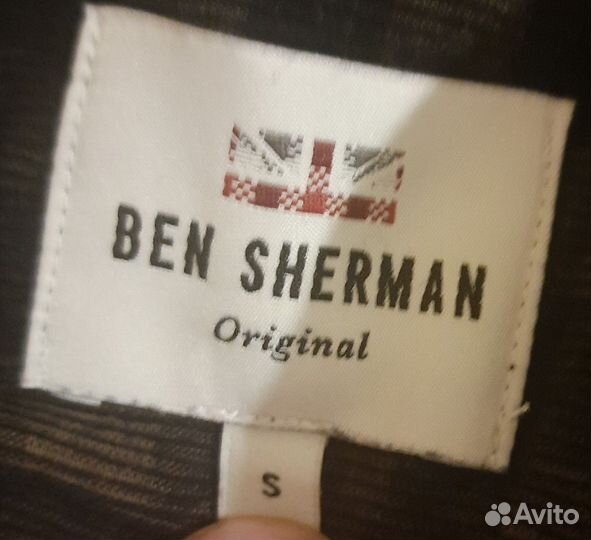 BEN SHERMAN
Original
S
Avito